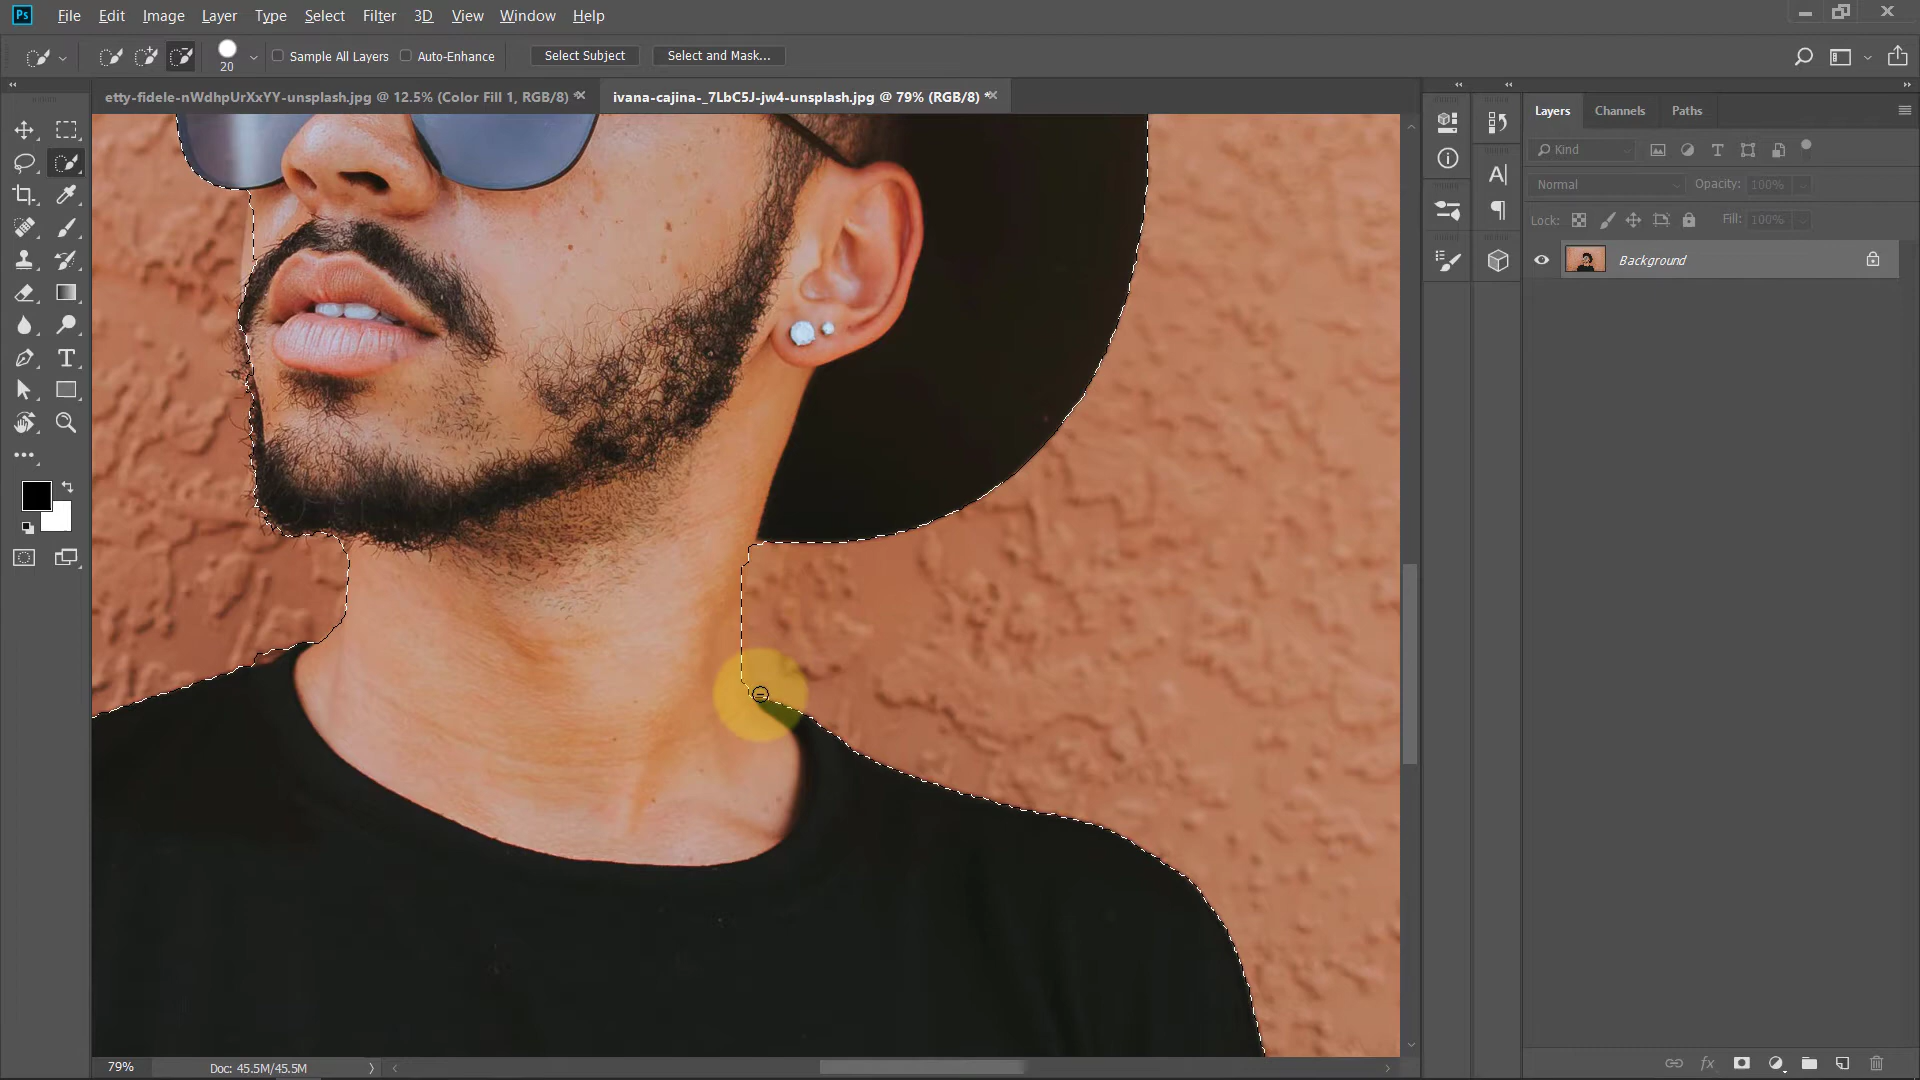 Ps File Edit Image Layer Type Select Filter 3D View Window Help
20 Sample All Layers Auto-Enhance Select Subject Select and Mask...
etty-fidele-nWdhpUrXxYY-unsplash.jpg @ 12.5% (Color Fill 1, RGB/8) * ivana-cajina-_7LbC5J-jw4-unsplash.jpg @ 79% (RGB/8) *
Layers Channels Paths
Kind
Normal Opacity: 100%
Lock: Fill: 100%
Background
79% Doc: 45.5M/45.5M